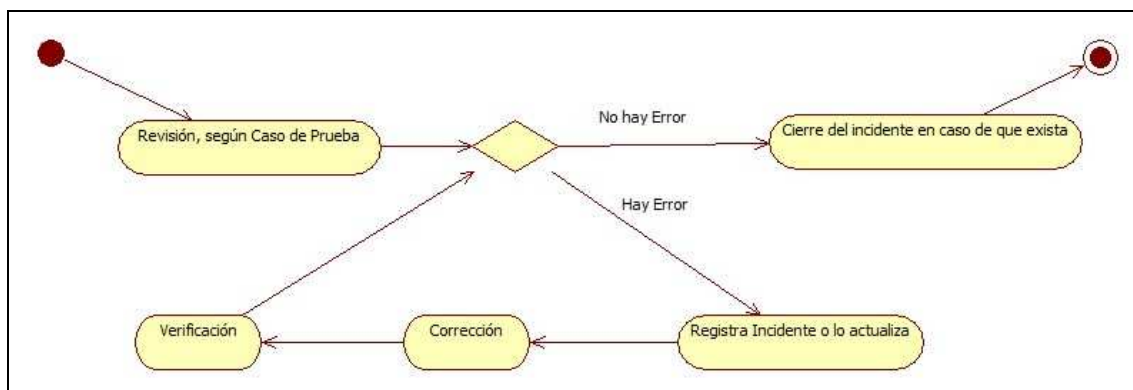 Revisión, según Caso de Prueba
No hay Error
Cierre del incidente en caso de que exista
Hay Error
Verificación
Corrección
Registra Incidente o lo actualiza